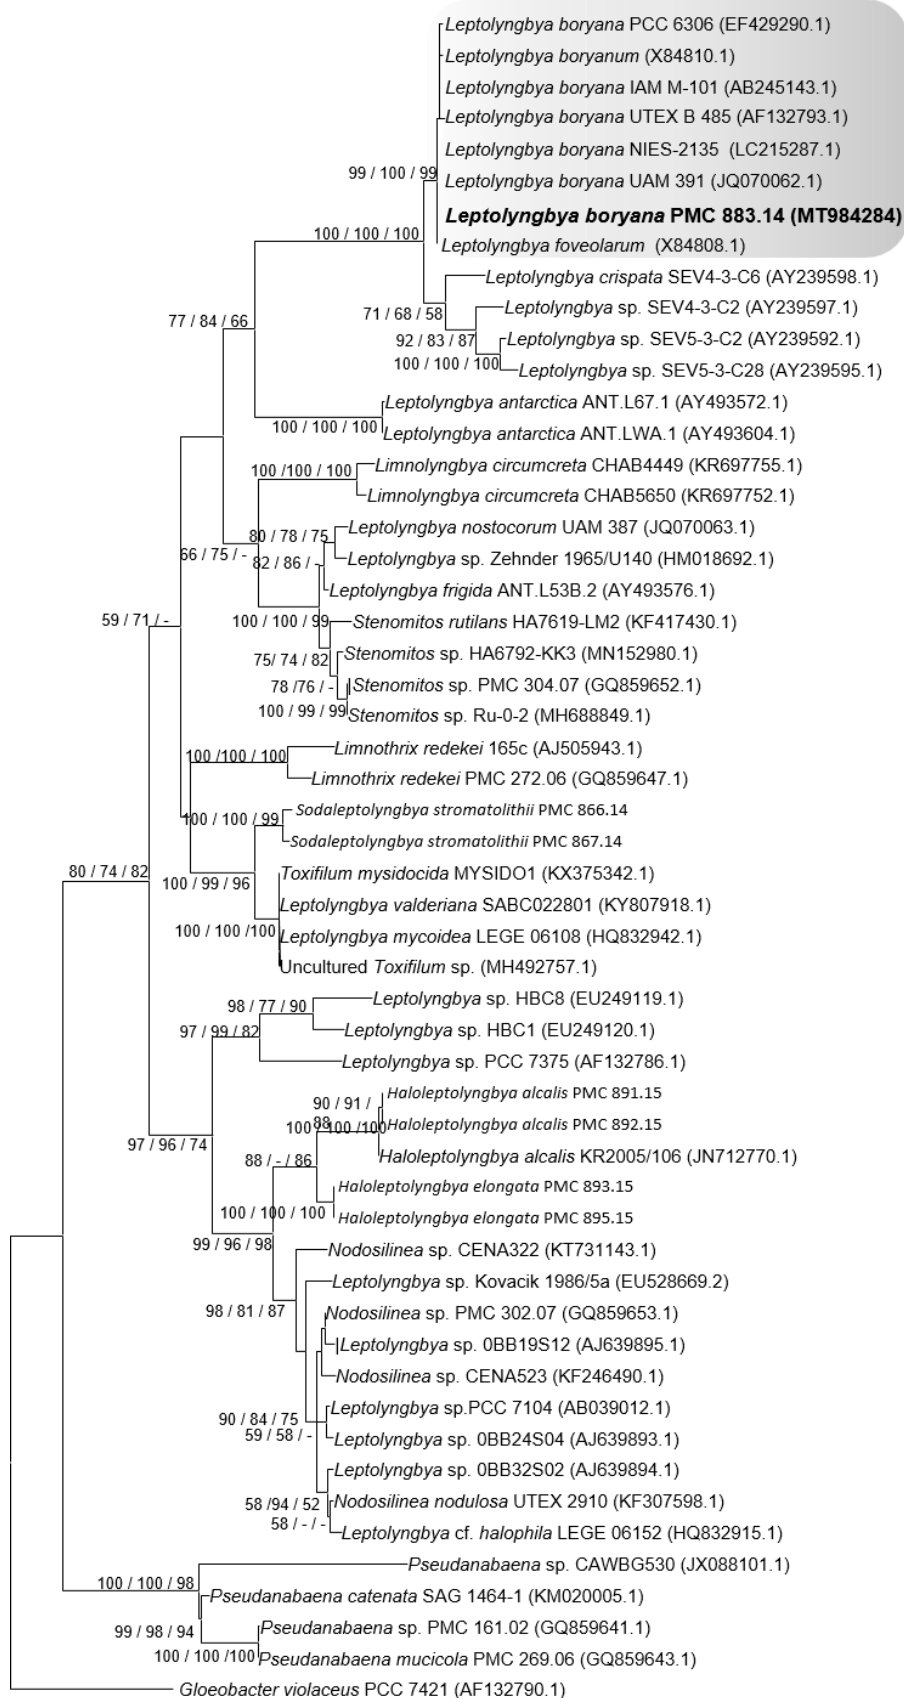 Leptolyngbya boryana PCC 6306 (EF429290.1)
Leptolyngbya boryanum (X84810.1)
Leptolyngbya boryana IAM M-101 (AB245143.1)
Leptolyngbya boryana UTEX B 485 (AF132793.1)
Leptolyngbya boryana NIES-2135 (LC215287.1)
99 / 100 / 99
Leptolyngbya boryana UAM 391 (JQ070062.1)
Leptolyngbya boryana PMC 883.14 (MT984284)
100 / 100 / 100
Leptolyngbya foveolarum (X84808.1)
Leptolyngbya crispata SEV4-3-C6 (AY239598.1)
71 / 68 / 58
Leptolyngbya sp. SEV4-3-C2 (AY239597.1)
77 / 84 / 66
92 / 83 / 87
Leptolyngbya sp. SEV5-3-C2 (AY239592.1)
100 / 100 / 100
Leptolyngbya sp. SEV5-3-C28 (AY239595.1)
Leptolyngbya antarctica ANT.L67.1 (AY493572.1)
100 / 100 / 100
Leptolyngbya antarctica ANT.LWA.1 (AY493604.1)
100 /100 / 100
Limnolyngbya circumcreta CHAB4449 (KR697755.1)
Limnolyngbya circumcreta CHAB5650 (KR697752.1)
80 / 78 / 75
Leptolyngbya nostocorum UAM 387 (JQ070063.1)
66 / 75 / -
82 / 86 / -
Leptolyngbya sp. Zehnder 1965/U140 (HM018692.1)
Leptolyngbya frigida ANT.L53B.2 (AY493576.1)
59 / 71 / -
100 / 100 / 99
Stenomitos rutilans HA7619-LM2 (KF417430.1)
75/ 74 / 82
Stenomitos sp. HA6792-KK3 (MN152980.1)
78 /76 / -
Stenomitos sp. PMC 304.07 (GQ859652.1)
100 / 99 / 99
Stenomitos sp. Ru-0-2 (MH688849.1)
100 /100 / 100
Limnothrix redekei 165c (AJ505943.1)
Limnothrix redekei PMC 272.06 (GQ859647.1)
100 / 100 / 99
Sodaleptolyngbya stromatolithii PMC 866.14
Sodaleptolyngbya stromatolithii PMC 867.14
80 / 74 / 82
100 / 99 / 96
Toxifilum mysidocida MYSIDO1 (KX375342.1)
Leptolyngbya valderiana SABC022801 (KY807918.1)
100 / 100 /100
Leptolyngbya mycoidea LEGE 06108 (HQ832942.1)
Uncultured Toxifilum sp. (MH492757.1)
98 / 77 / 90
Leptolyngbya sp. HBC8 (EU249119.1)
97 / 99 / 82
Leptolyngbya sp. HBC1 (EU249120.1)
Leptolyngbya sp. PCC 7375 (AF132786.1)
90 / 91 /
88
Haloleptolyngbya alcalis PMC 891.15
100 /100 /100
Haloleptolyngbya alcalis PMC 892.15
97 / 96 / 74
88 / - / 86
Haloleptolyngbya alcalis KR2005/106 (JN712770.1)
Haloleptolyngbya elongata PMC 893.15
100 / 100 / 100
Haloleptolyngbya elongata PMC 895.15
99 / 96 / 98
Nodosilinea sp. CENA322 (KT731143.1)
Leptolyngbya sp. Kovacik 1986/5a (EU528669.2)
98 / 81 / 87
Nodosilinea sp. PMC 302.07 (GQ859653.1)
Leptolyngbya sp. 0BB19S12 (AJ639895.1)
Nodosilinea sp. CENA523 (KF246490.1)
90 / 84 / 75
Leptolyngbya sp.PCC 7104 (AB039012.1)
59 / 58 / -
Leptolyngbya sp. 0BB24S04 (AJ639893.1)
Leptolyngbya sp. 0BB32S02 (AJ639894.1)
58 /94 / 52
Nodosilinea nodulosa UTEX 2910 (KF307598.1)
58 / - / -
Leptolyngbya cf. halophila LEGE 06152 (HQ832915.1)
Pseudanabaena sp. CAWBG530 (JX088101.1)
100 / 100 / 98
Pseudanabaena catenata SAG 1464-1 (KM020005.1)
99 / 98 / 94
Pseudanabaena sp. PMC 161.02 (GQ859641.1)
100 / 100 /100
Pseudanabaena mucicola PMC 269.06 (GQ859643.1)
Gloeobacter violaceus PCC 7421 (AF132790.1)